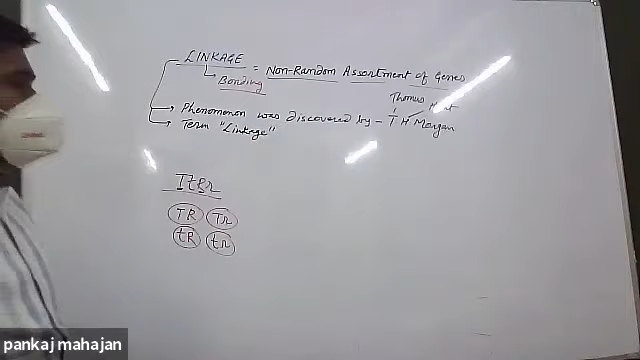 LINKAGE = Non-Random Assortment of Genes
Bonding
Thomas Hunt
Phenomenon was discovered by - T H Morgan
Term "Linkage"
TtRr
TR Tr
tR tr
pankaj mahajan